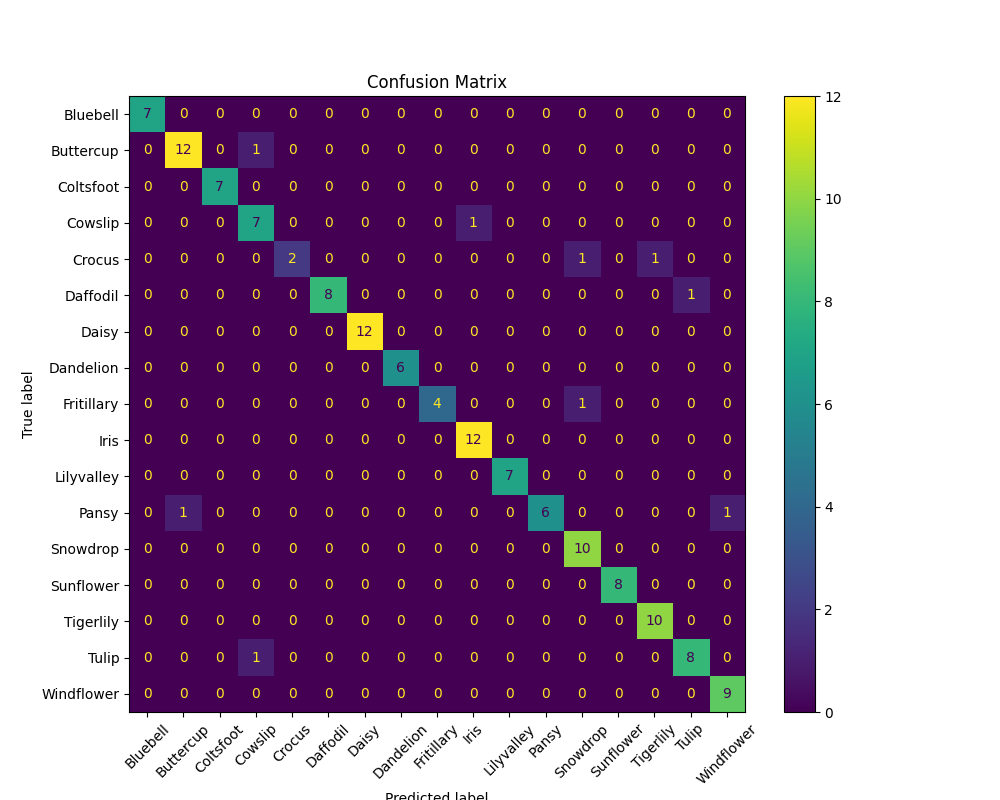 Confusion Matrix
True label
Bluebell 7 0 0 0 0 0 0 0 0 0 0 0 0 0 0 0 0
Buttercup 0 12 0 1 0 0 0 0 0 0 0 0 0 0 0 0 0
Coltsfoot 0 0 7 0 0 0 0 0 0 0 0 0 0 0 0 0 0
Cowslip 0 0 0 7 0 0 0 0 0 1 0 0 0 0 0 0 0
Crocus 0 0 0 0 2 0 0 0 0 0 0 0 1 0 1 0 0
Daffodil 0 0 0 0 0 8 0 0 0 0 0 0 0 0 0 1 0
Daisy 0 0 0 0 0 0 12 0 0 0 0 0 0 0 0 0 0
Dandelion 0 0 0 0 0 0 0 6 0 0 0 0 0 0 0 0 0
Fritillary 0 0 0 0 0 0 0 0 4 0 0 0 1 0 0 0 0
Iris 0 0 0 0 0 0 0 0 0 12 0 0 0 0 0 0 0
Lilyvalley 0 0 0 0 0 0 0 0 0 0 7 0 0 0 0 0 0
Pansy 0 1 0 0 0 0 0 0 0 0 0 6 0 0 0 0 1
Snowdrop 0 0 0 0 0 0 0 0 0 0 0 0 10 0 0 0 0
Sunflower 0 0 0 0 0 0 0 0 0 0 0 0 0 8 0 0 0
Tigerlily 0 0 0 0 0 0 0 0 0 0 0 0 0 0 10 0 0
Tulip 0 0 0 1 0 0 0 0 0 0 0 0 0 0 0 8 0
Windflower 0 0 0 0 0 0 0 0 0 0 0 0 0 0 0 0 9
Bluebell Buttercup Coltsfoot Cowslip Crocus Daffodil Daisy Dandelion Fritillary Iris Lilyvalley Pansy Snowdrop Sunflower Tigerlily Tulip Windflower
Predicted label
12
10
8
6
4
2
0